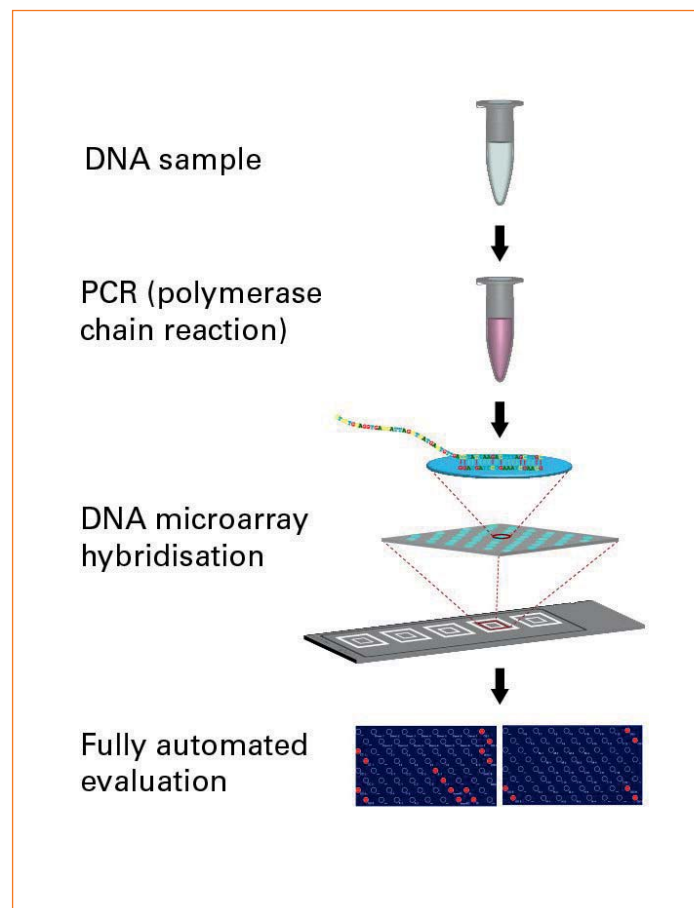 DNA sample
PCR (polymerase
chain reaction)
DNA microarray
hybridisation
Fully automated
evaluation